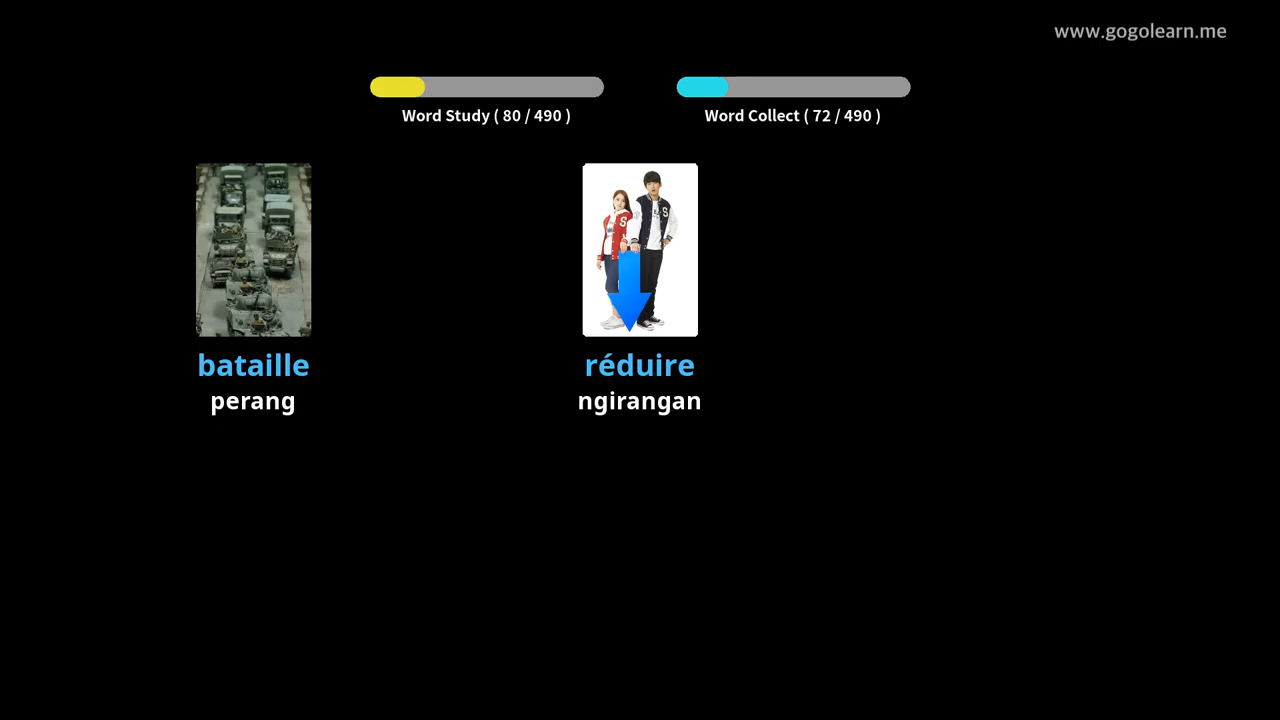 www.gogolearn.me
Word Study ( 80 / 490 )
Word Collect ( 72 / 490 )
S
S
bataille
réduire
perang
ngirangan